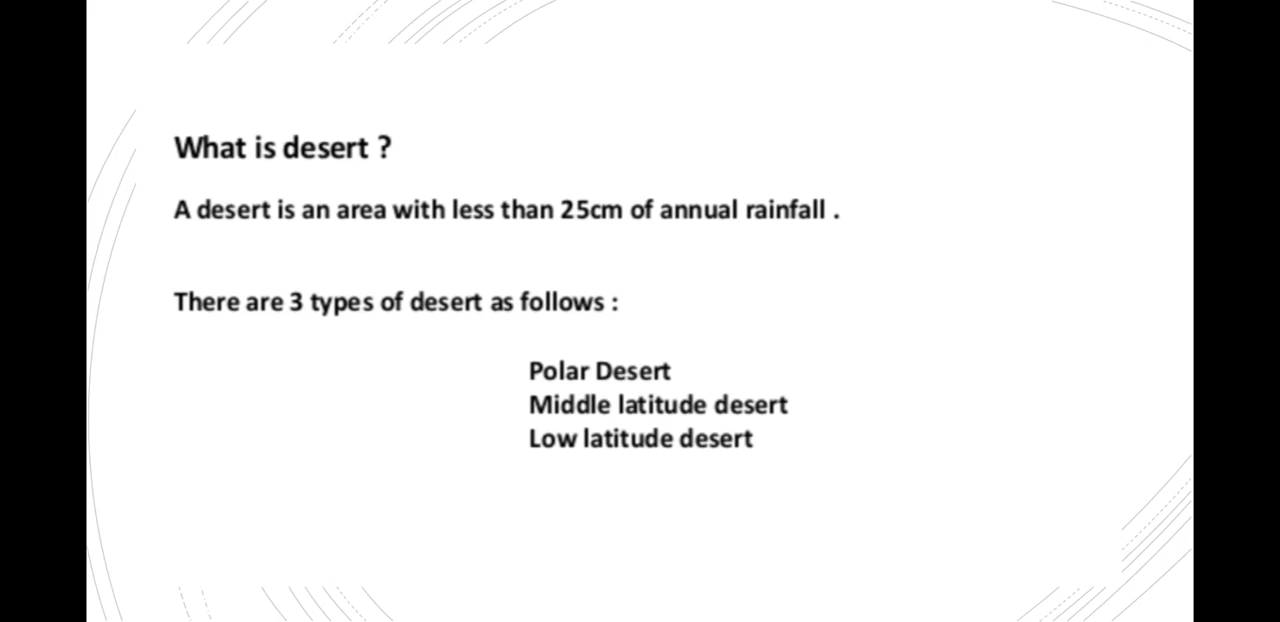 What is desert ?
A desert is an area with less than 25cm of annual rainfall .
There are 3 types of desert as follows :
Polar Desert
Middle latitude desert
Low latitude desert